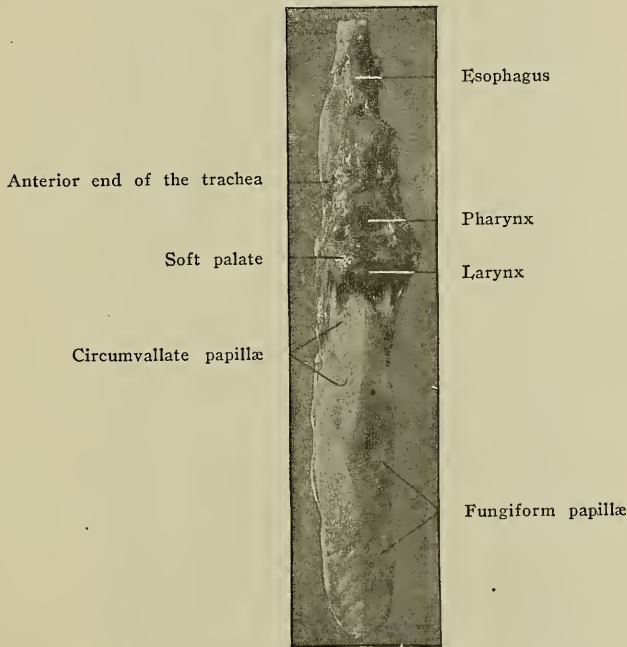 Esophagus
Anterior end of the trachea
Pharynx
Soft palate
Larynx
Circumvallate papillæ
Fungiform papillæ